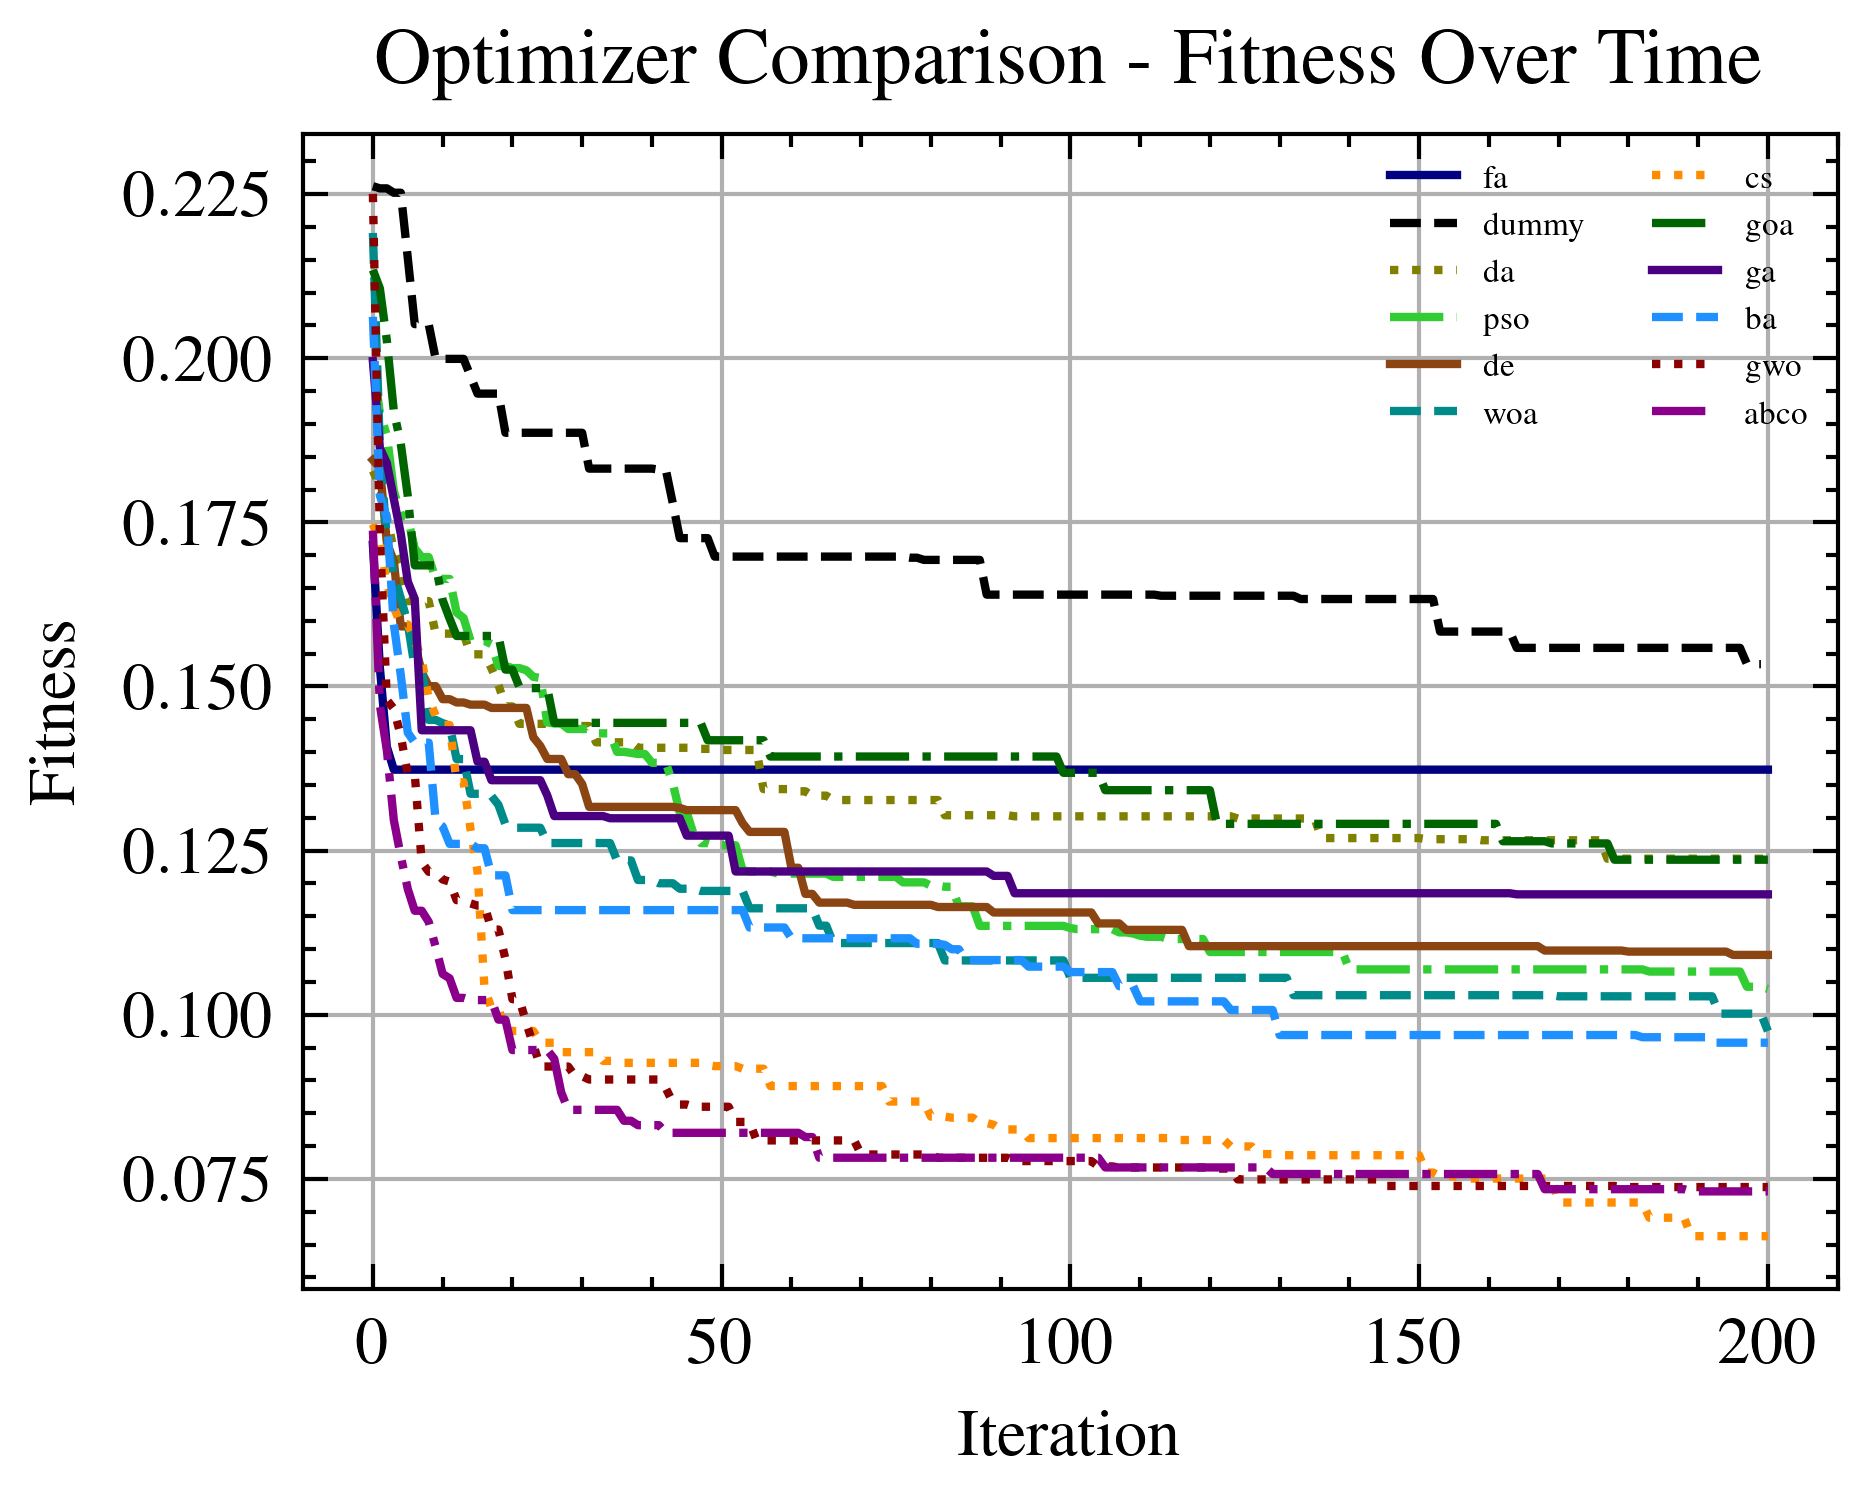 Optimizer Comparison - Fitness Over Time
fa
dummy
da
pso
de
woa
cs
goa
ga
ba
gwo
abco
0.225
0.200
0.175
0.150
0.125
0.100
0.075
Fitness
0 50 100 150 200
Iteration